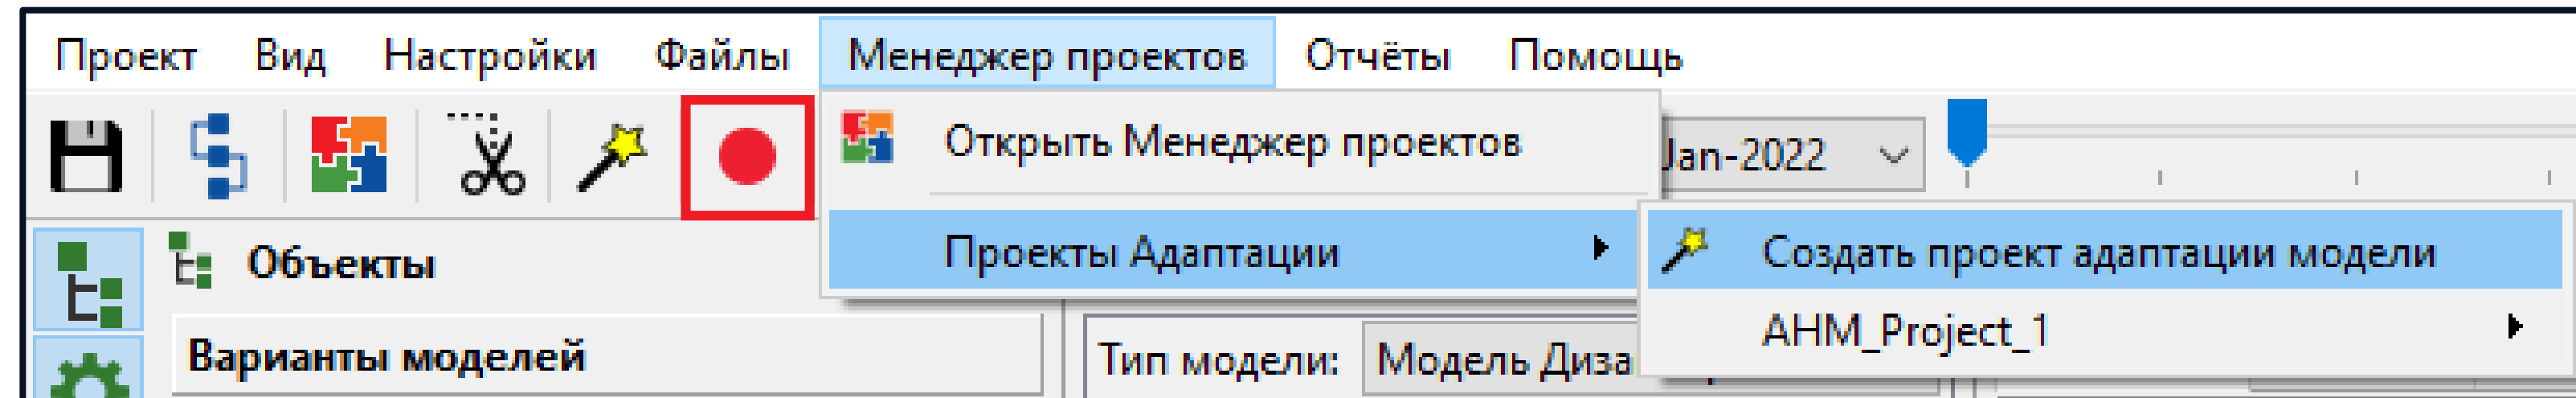 Проект Вид Настройки Файлы Менеджер проектов Отчёты Помощь
Открыть Менеджер проектов
Jan-2022
Проекты Адаптации
Создать проект адаптации модели
Объекты
AHM_Project_1
Варианты моделей
Тип модели: Модель Диза